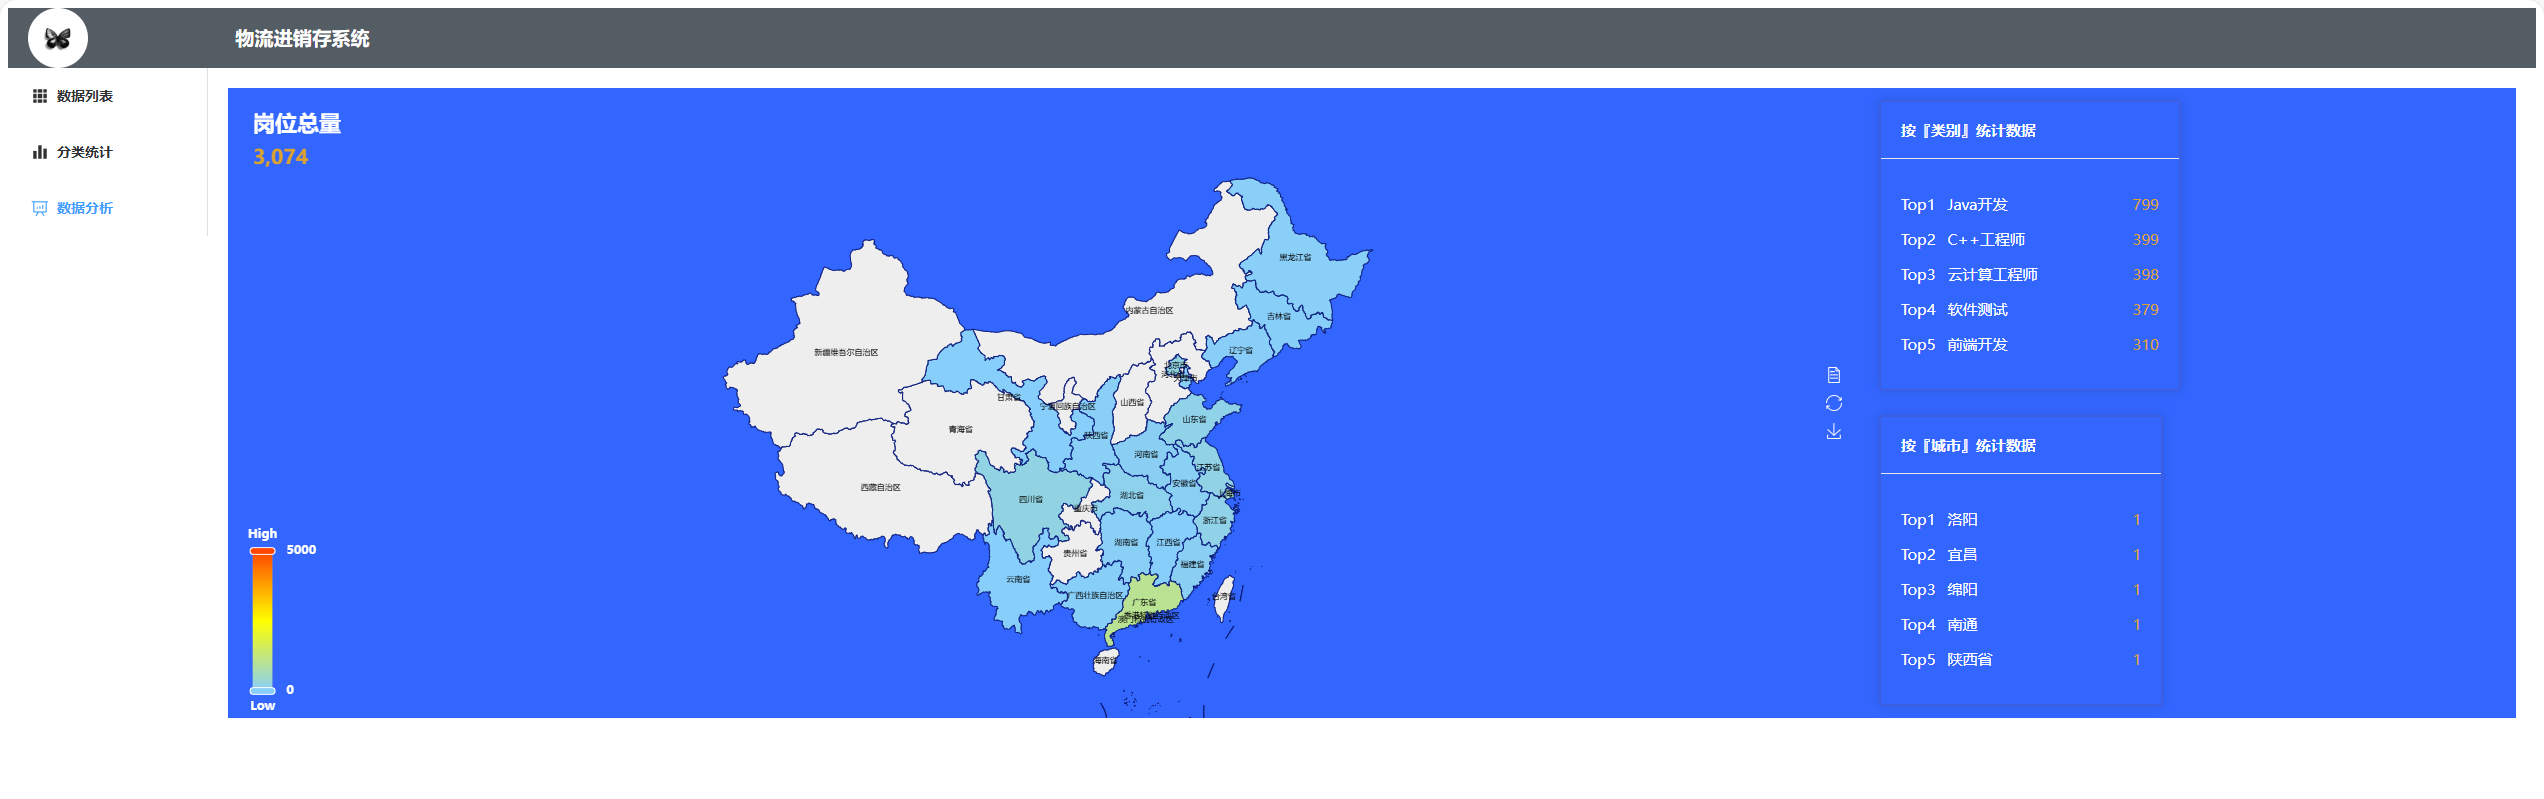 物流进销存系统
数据列表
分类统计
数据分析
岗位总量
3,074
High
5000
0
Low
黑龙江省
内蒙古自治区
吉林省
新疆维吾尔自治区
辽宁省
北京市
甘肃省
宁夏回族自治区
山西省
山东省
青海省
陕西省
河南省
江苏省
安徽省
西藏自治区
四川省
湖北省
上海市
重庆市
浙江省
湖南省
江西省
贵州省
福建省
云南省
广西壮族自治区
台湾省
广东省
海南省
按『类别』统计数据
Top1 Java开发 799
Top2 C++工程师 399
Top3 云计算工程师 398
Top4 软件测试 379
Top5 前端开发 310
按『城市』统计数据
Top1 洛阳 1
Top2 宜昌 1
Top3 绵阳 1
Top4 南通 1
Top5 陕西省 1